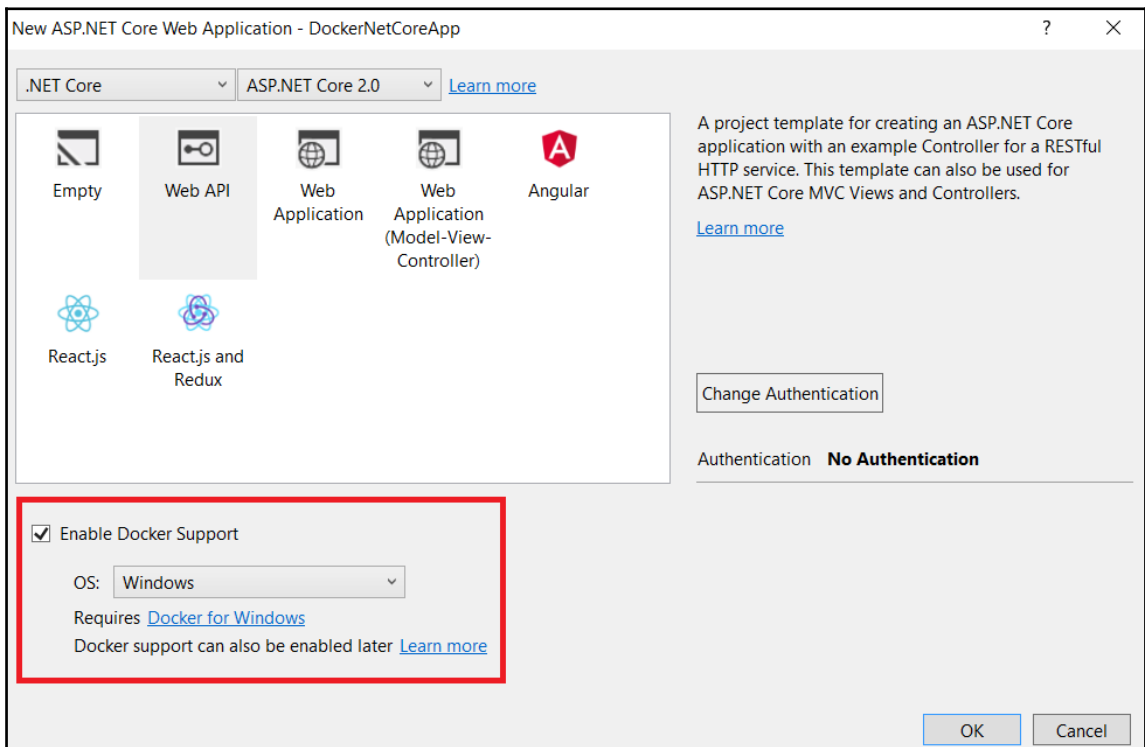 New ASP.NET Core Web Application - DockerNetCoreApp ?
.NET Core ASP.NET Core 2.0 Learn more
Empty
Web API
Web
Application
Web
Application
(Model-View-
Controller)
Angular
React.js
React.js and
Redux
A project template for creating an ASP.NET Core
application with an example Controller for a RESTful
HTTP service. This template can also be used for
ASP.NET Core MVC Views and Controllers.
Learn more
Change Authentication
Authentication No Authentication
Enable Docker Support
OS: Windows
Requires Docker for Windows
Docker support can also be enabled later Learn more
OK Cancel